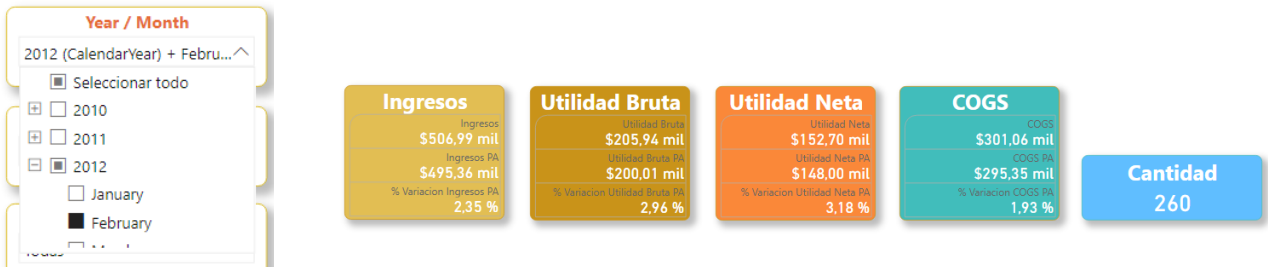 Year / Month
2012 (CalendarYear) + Febru...
Seleccionar todo
2010
2011
2012
January
February
Ingresos
Ingresos
$506,99 mil
Ingresos PA
$495,36 mil
% Variacion Ingresos PA
2,35 %
Utilidad Bruta
Utilidad Bruta
$205,94 mil
Utilidad Bruta PA
$200,01 mil
% Variacion Utilidad Bruta PA
2,96 %
Utilidad Neta
Utilidad Neta
$152,70 mil
Utilidad Neta PA
$148,00 mil
% Variacion Utilidad Neta PA
3,18 %
COGS
COGS
$301,06 mil
COGS PA
$295,35 mil
% Variacion COGS PA
1,93 %
Cantidad
260